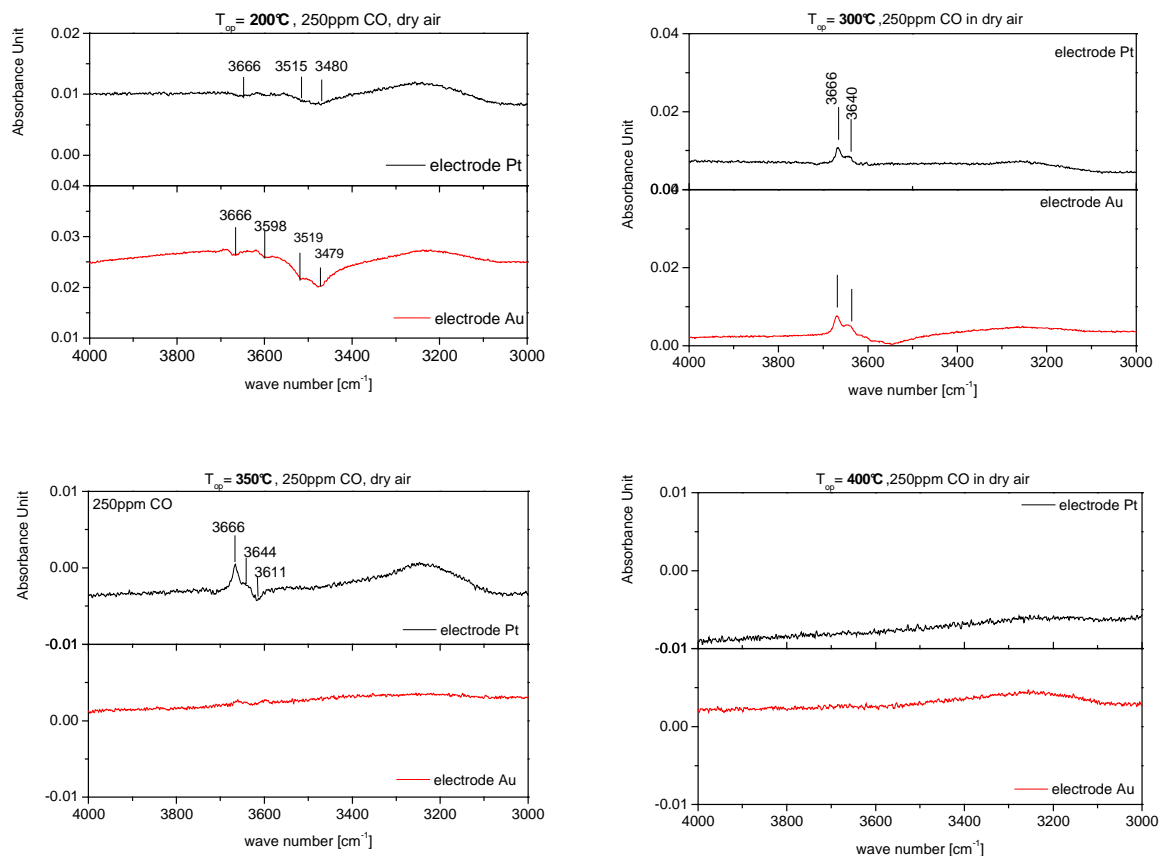 T_op= 200°C , 250ppm CO, dry air
Absorbance Unit
0.02
0.01
0.00
0.04
0.03
0.02
0.01
3666
3515
3480
electrode Pt
3666
3598
3519
3479
electrode Au
4000 3800 3600 3400 3200 3000
wave number [cm⁻¹]
T_op= 300°C ,250ppm CO in dry air
Absorbance Unit
0.04
0.02
0.00
0.04
0.02
0.00
electrode Pt
3666
3640
electrode Au
4000 3800 3600 3400 3200 3000
wave number [cm⁻¹]
T_op= 350°C , 250ppm CO, dry air
Absorbance Unit
0.01
0.00
-0.01
0.01
0.00
-0.01
250ppm CO
3666
3644
3611
electrode Pt
electrode Au
4000 3800 3600 3400 3200 3000
wave number [cm⁻¹]
T_op= 400°C ,250ppm CO in dry air
Absorbance Unit
0.01
0.00
-0.01
0.01
0.00
-0.01
electrode Pt
electrode Au
4000 3800 3600 3400 3200 3000
wave number [cm⁻¹]